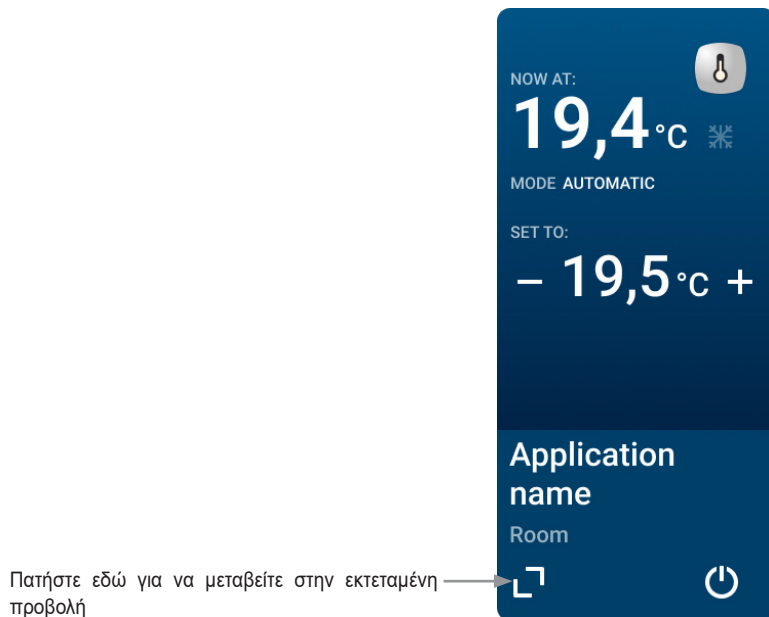 NOW AT:
19,4 °C
MODE AUTOMATIC
SET TO:
– 19,5 °C +
Application
name
Room
Πατήστε εδώ για να μεταβείτε στην εκτεταμένη
προβολή